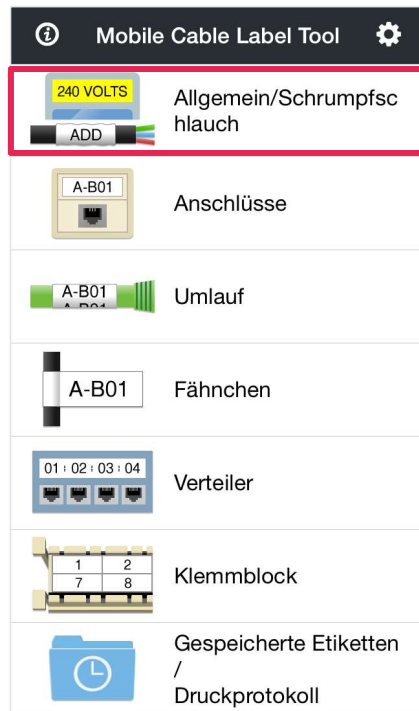 Mobile Cable Label Tool
240 VOLTS
ADD
Allgemein/Schrumpfsc
hlauch
A-B01
Anschlüsse
A-B01
A-B01
Umlauf
A-B01
Fähnchen
01 : 02 : 03 : 04
Verteiler
1 2
7 8
Klemmblock
Gespeicherte Etiketten
/
Druckprotokoll